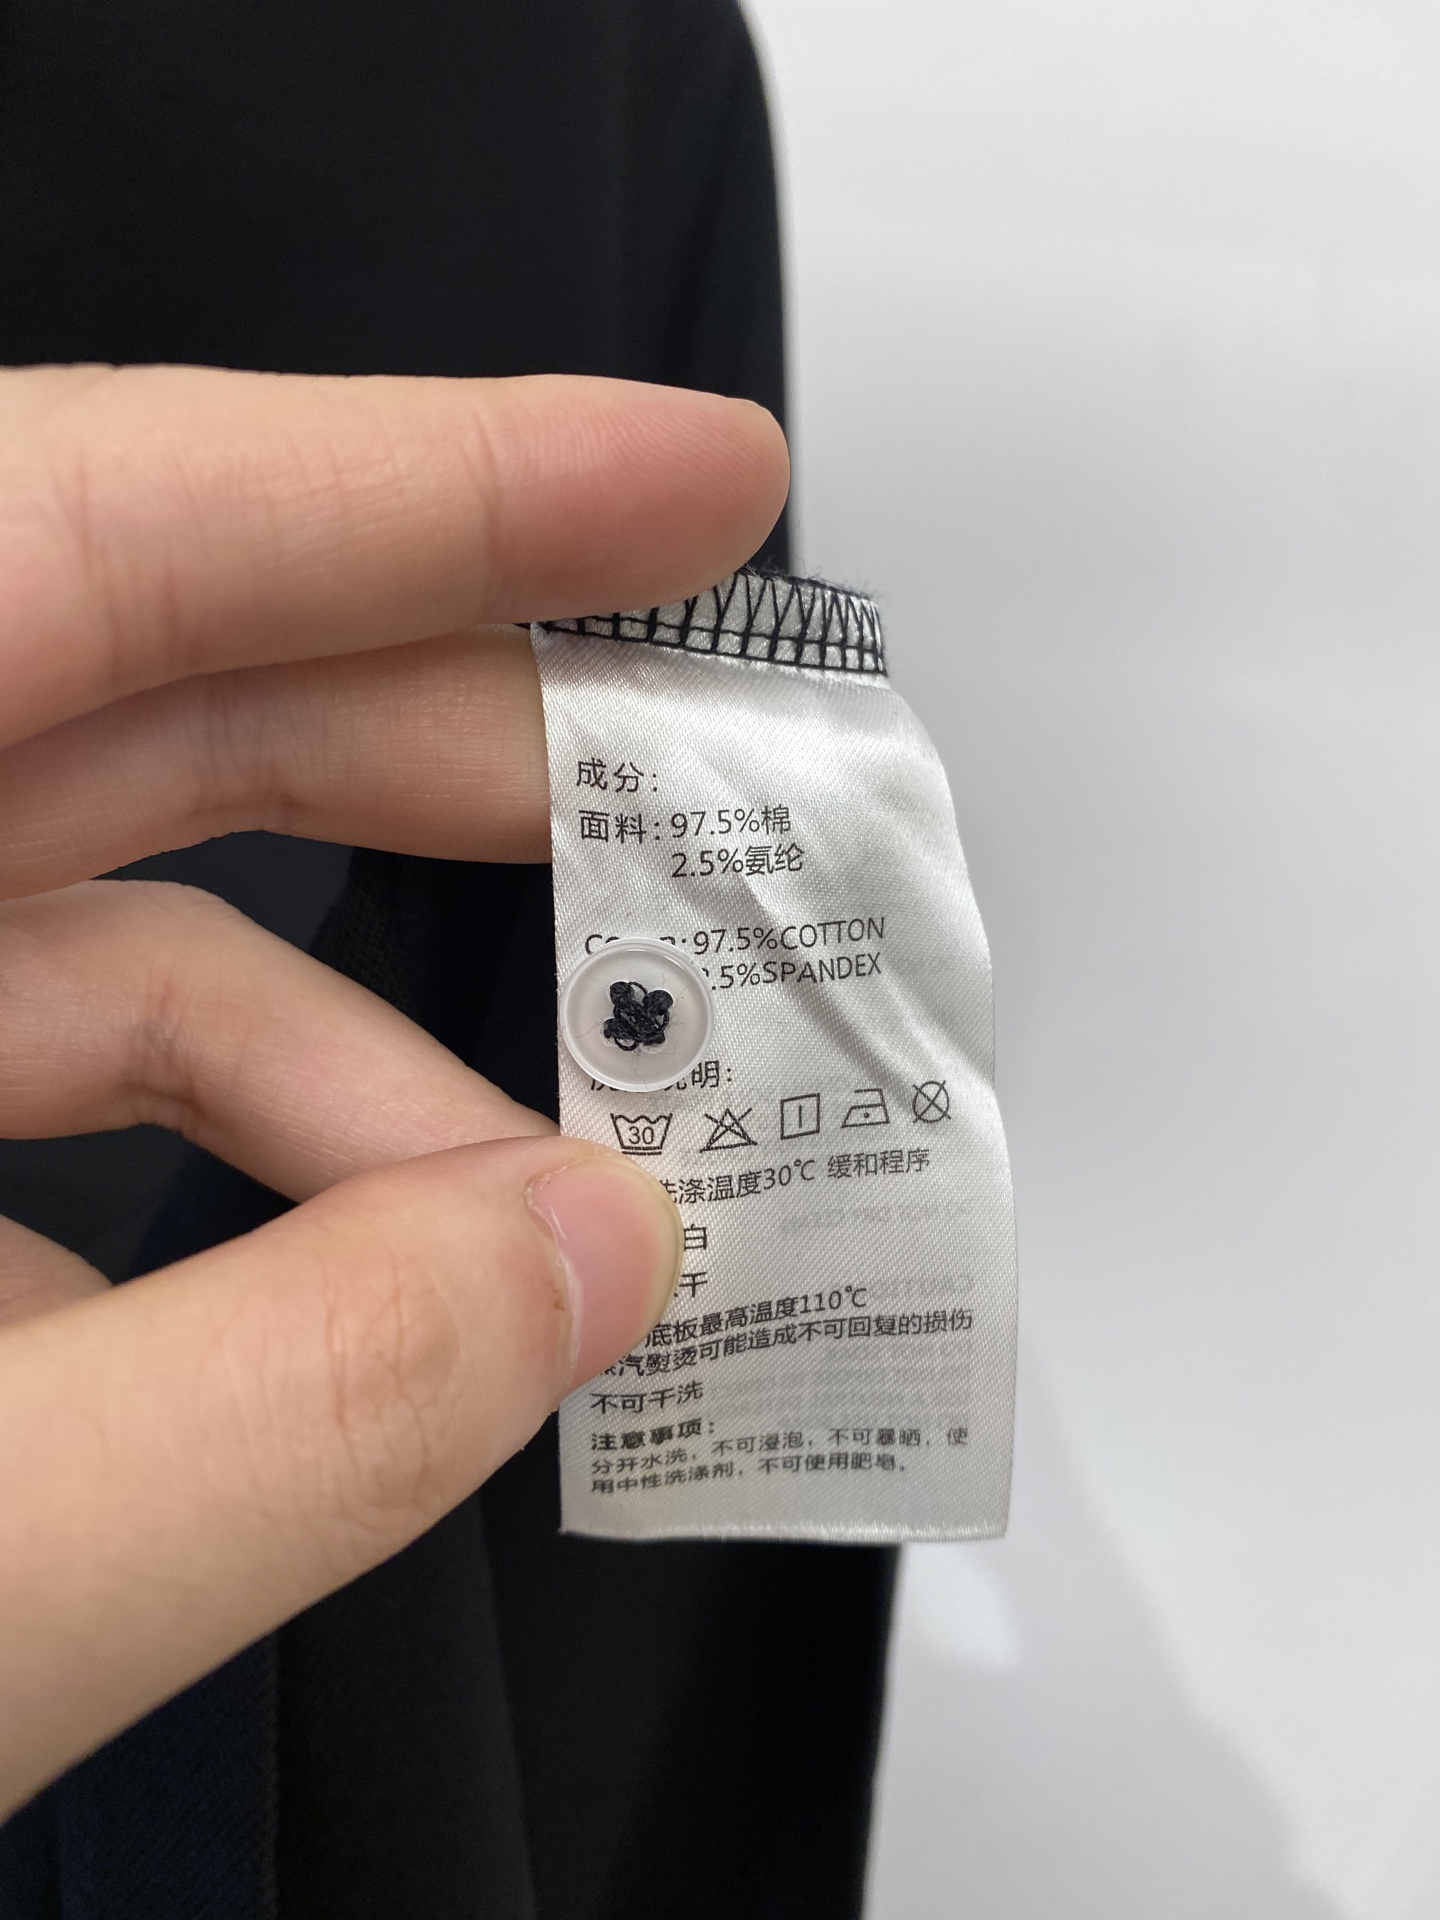 成分：
面料：97.5%棉
2.5%氨纶
97.5%COTTON
.5%SPANDEX
明：
30
洗涤温度30℃ 缓和程序
白
干
底板最高温度110℃
汽熨烫可能造成不可回复的损伤
不可干洗
注意事项：
分开水洗，不可浸泡，不可暴晒，使
用中性洗涤剂，不可使用肥皂。